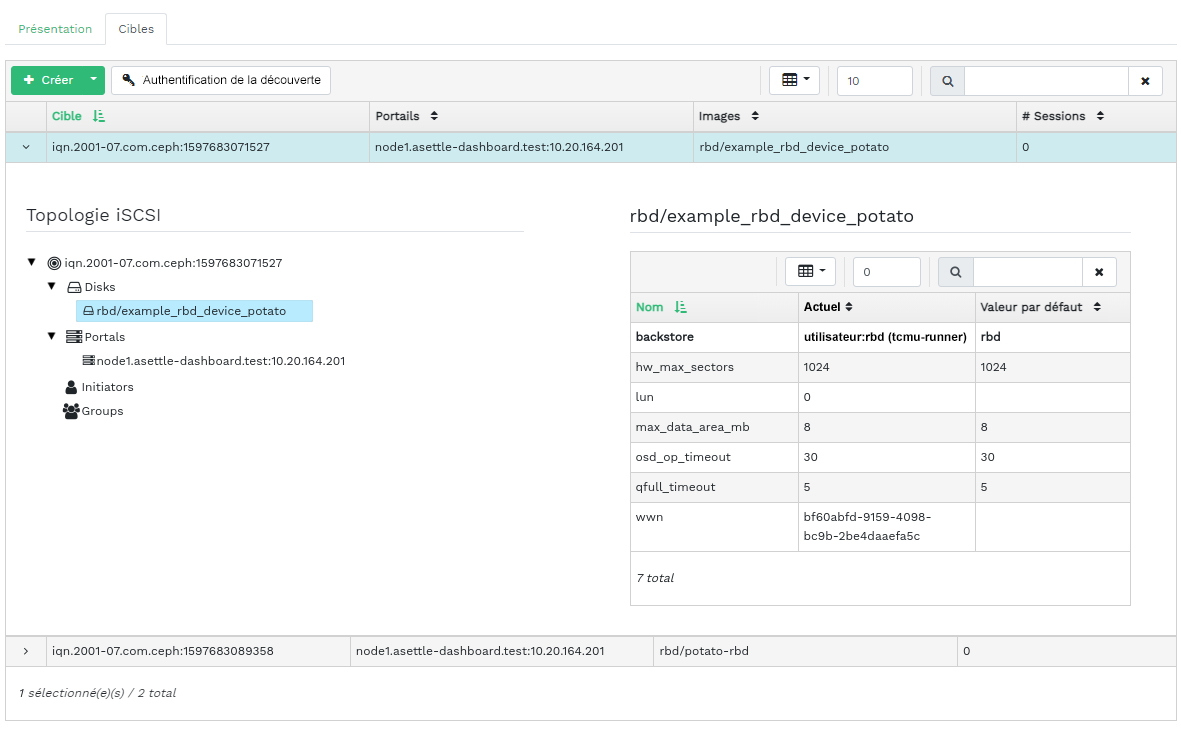 Présentation Cibles
Créer Authentification de la découverte 10
Cible Portails Images # Sessions
iqn.2001-07.com.ceph:1597683071527 node1.asettle-dashboard.test:10.20.164.201 rbd/example_rbd_device_potato 0
Topologie iSCSI
iqn.2001-07.com.ceph:1597683071527
Disks
rbd/example_rbd_device_potato
Portals
node1.asettle-dashboard.test:10.20.164.201
Initiators
Groups
rbd/example_rbd_device_potato
0
Nom Actuel Valeur par défaut
backstore utilisateur:rbd (tcmu-runner) rbd
hw_max_sectors 1024 1024
lun 0
max_data_area_mb 8 8
osd_op_timeout 30 30
qfull_timeout 5 5
wwn bf60abfd-9159-4098-
bc9b-2be4daaefa5c
7 total
iqn.2001-07.com.ceph:1597683089358 node1.asettle-dashboard.test:10.20.164.201 rbd/potato-rbd 0
1 sélectionné(e)(s) / 2 total